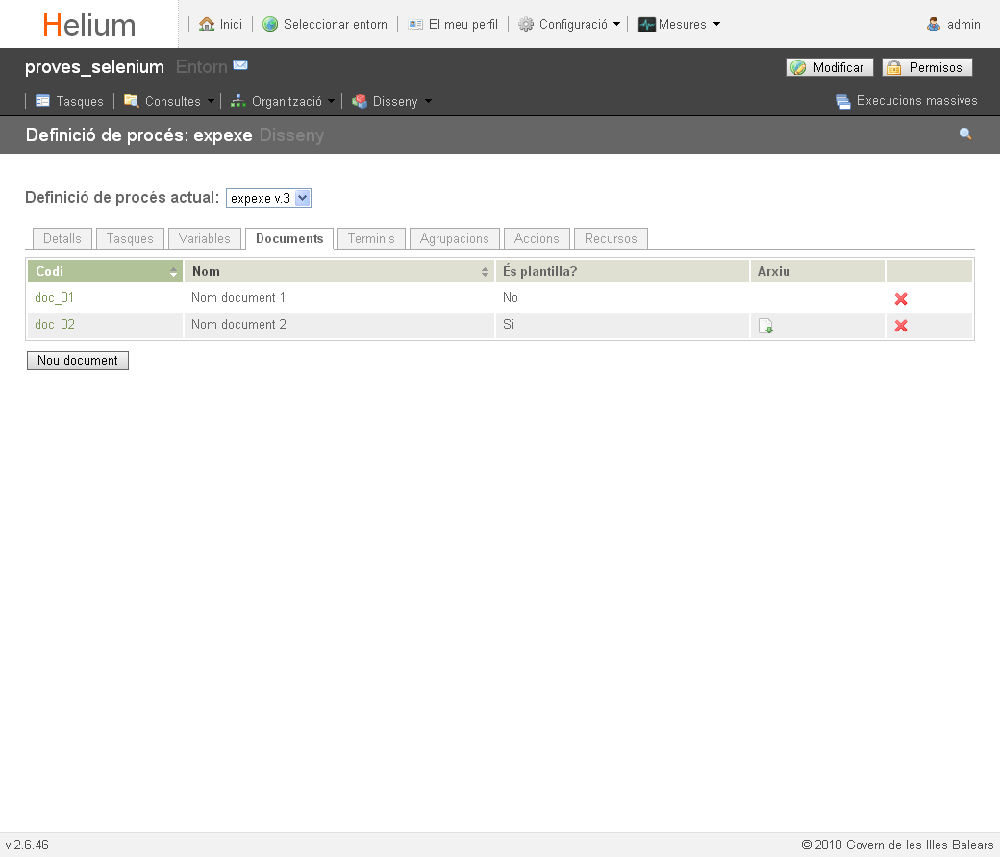 Helium
Inici Seleccionar entorn El meu perfil Configuració Mesures admin
proves_selenium Entorn Modificar Permisos
Tasques Consultes Organització Disseny Execucions massives
Definició de procés: expexe Disseny
Definició de procés actual: expexe v.3
Detalls Tasques Variables Documents Terminis Agrupacions Accions Recursos
Codi Nom És plantilla? Arxiu
doc_01 Nom document 1 No
doc_02 Nom document 2 Si
Nou document
v.2.6.46 © 2010 Govern de les Illes Balears